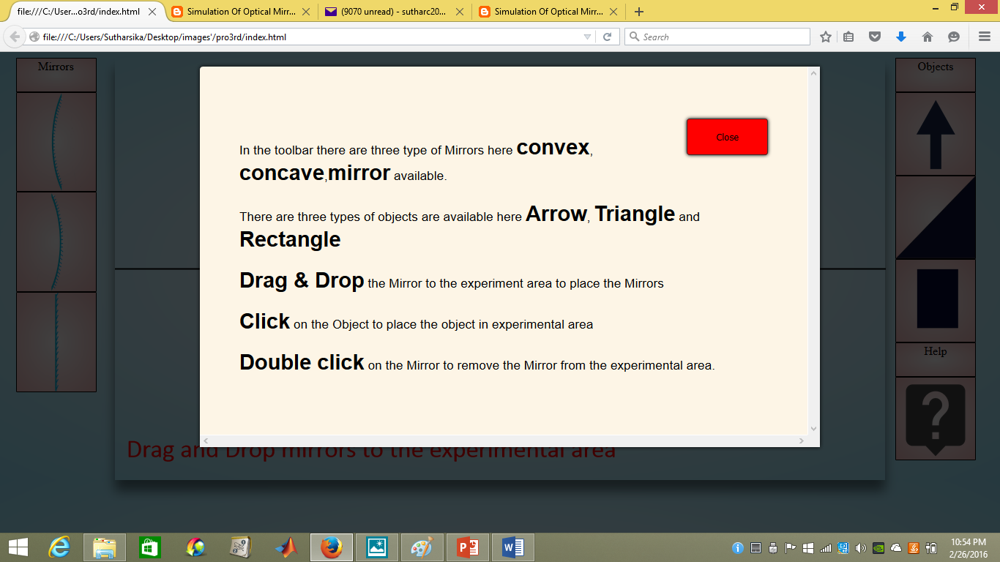 file:///C:/User...o3rd/index.html
Simulation Of Optical Mirr...
(9070 unread) - sutharc20...
Simulation Of Optical Mirr...
file:///C:/Users/Sutharsika/Desktop/images'/pro3rd/index.html
Search
Mirrors
Objects
Close
In the toolbar there are three type of Mirrors here convex,
concave,mirror available.
There are three types of objects are available here Arrow, Triangle and
Rectangle
Drag & Drop the Mirror to the experiment area to place the Mirrors
Click on the Object to place the object in experimental area
Help
Double click on the Mirror to remove the Mirror from the experimental area.
Drag and Drop mirrors to the experimental area
10:54 PM
2/26/2016